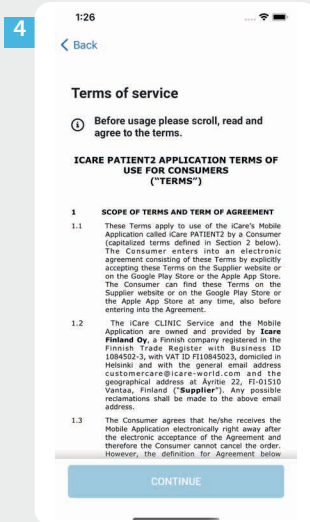 4
1:26
Back
Terms of service
Before usage please scroll, read and
agree to the terms.
ICARE PATIENT2 APPLICATION TERMS OF
USE FOR CONSUMERS
("TERMS")
1 SCOPE OF TERMS AND TERM OF AGREEMENT
1.1 These Terms apply to use of the iCare's Mobile
Application called iCare PATIENT2 by a Consumer
(capitalized terms defined in Section 2 below).
The Consumer enters into an electronic
agreement consisting of these Terms by explicitly
accepting these Terms on the Supplier website or
on the Google Play Store or the Apple App Store.
The Consumer can find these Terms on the
Supplier website or on the Google Play Store or
the Apple App Store at any time, also before
entering into the Agreement.
1.2 The iCare CLINIC Service and the Mobile
Application are owned and provided by Icare
Finland Oy, a Finnish company registered in the
Finnish Trade Register with Business ID
1084502-3, with VAT ID FI10845023, domiciled in
Helsinki and with the general email address
customercare@icare-world.com and the
geographical address at Äyritie 22, FI-01510
Vantaa, Finland ("Supplier"). Any possible
reclamations shall be made to the above email
address.
1.3 The Consumer agrees that he/she receives the
Mobile Application electronically right away after
the electronic acceptance of the Agreement and
therefore the Consumer cannot cancel the order.
However, the definition for Agreement below
CONTINUE